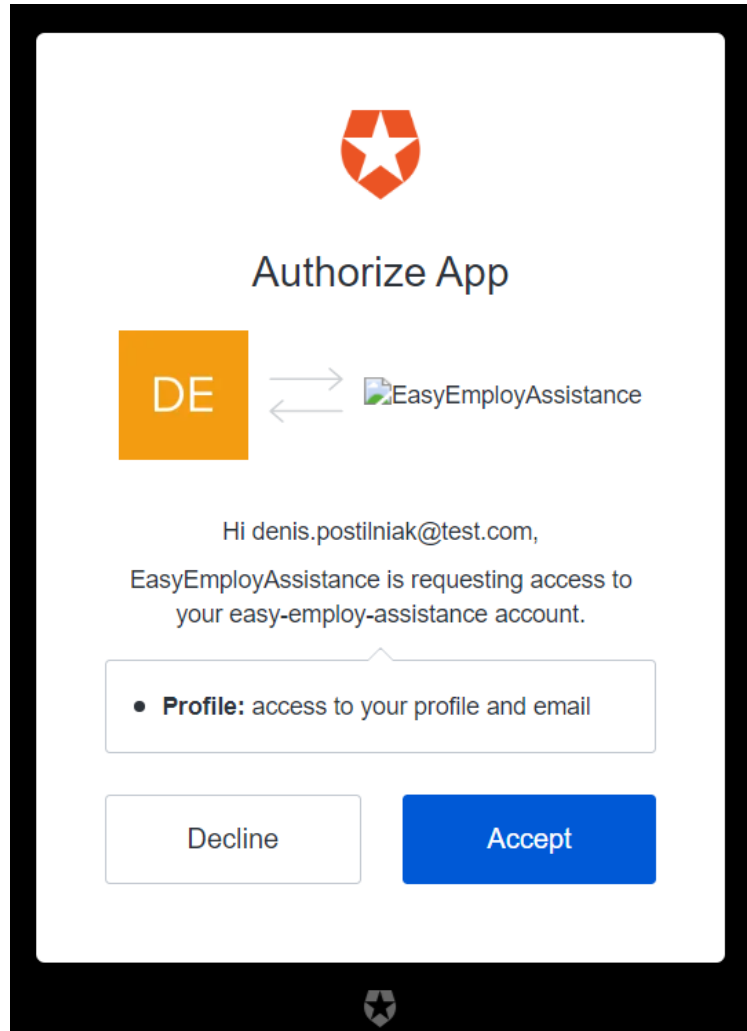 Authorize App
DE
EasyEmployAssistance
Hi denis.postilniak@test.com,
EasyEmployAssistance is requesting access to
your easy-employ-assistance account.
• Profile: access to your profile and email
Decline
Accept